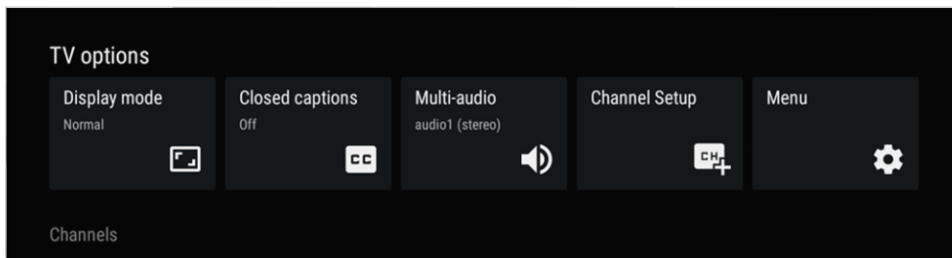 TV options
Display mode
Normal
Closed captions
Off
CC
Multi-audio
audio1 (stereo)
Channel Setup
CH
Menu
Channels